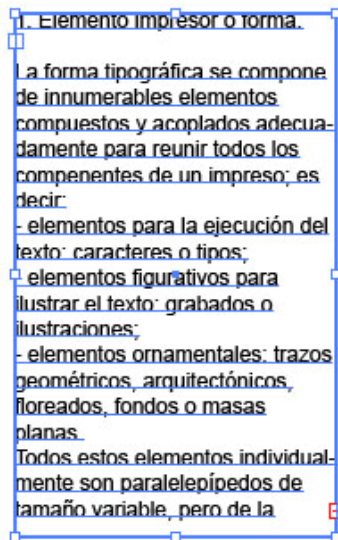 1. Elemento impresor o forma.
La forma tipográfica se compone
de innumerables elementos
compuestos y acoplados adecua-
damente para reunir todos los
compenentes de un impreso; es
decir:
- elementos para la ejecución del
texto: caracteres o tipos;
- elementos figurativos para
ilustrar el texto: grabados o
ilustraciones;
- elementos ornamentales: trazos
geométricos, arquitectónicos,
floreados, fondos o masas
planas.
Todos estos elementos individual-
mente son paralelepípedos de
tamaño variable, pero de la